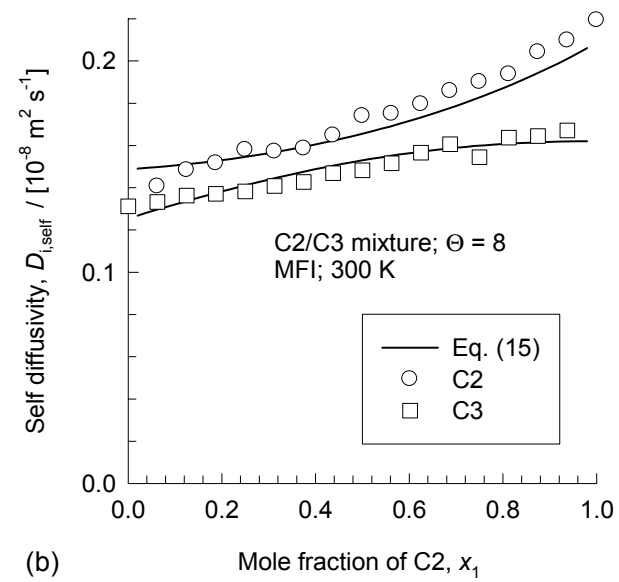 0.2
0.1
0.0
Self diffusivity, D_i,self / [10⁻⁸ m² s⁻¹]
C2/C3 mixture; Θ = 8
MFI; 300 K
Eq. (15)
C2
C3
0.0 0.2 0.4 0.6 0.8 1.0
(b) Mole fraction of C2, x₁